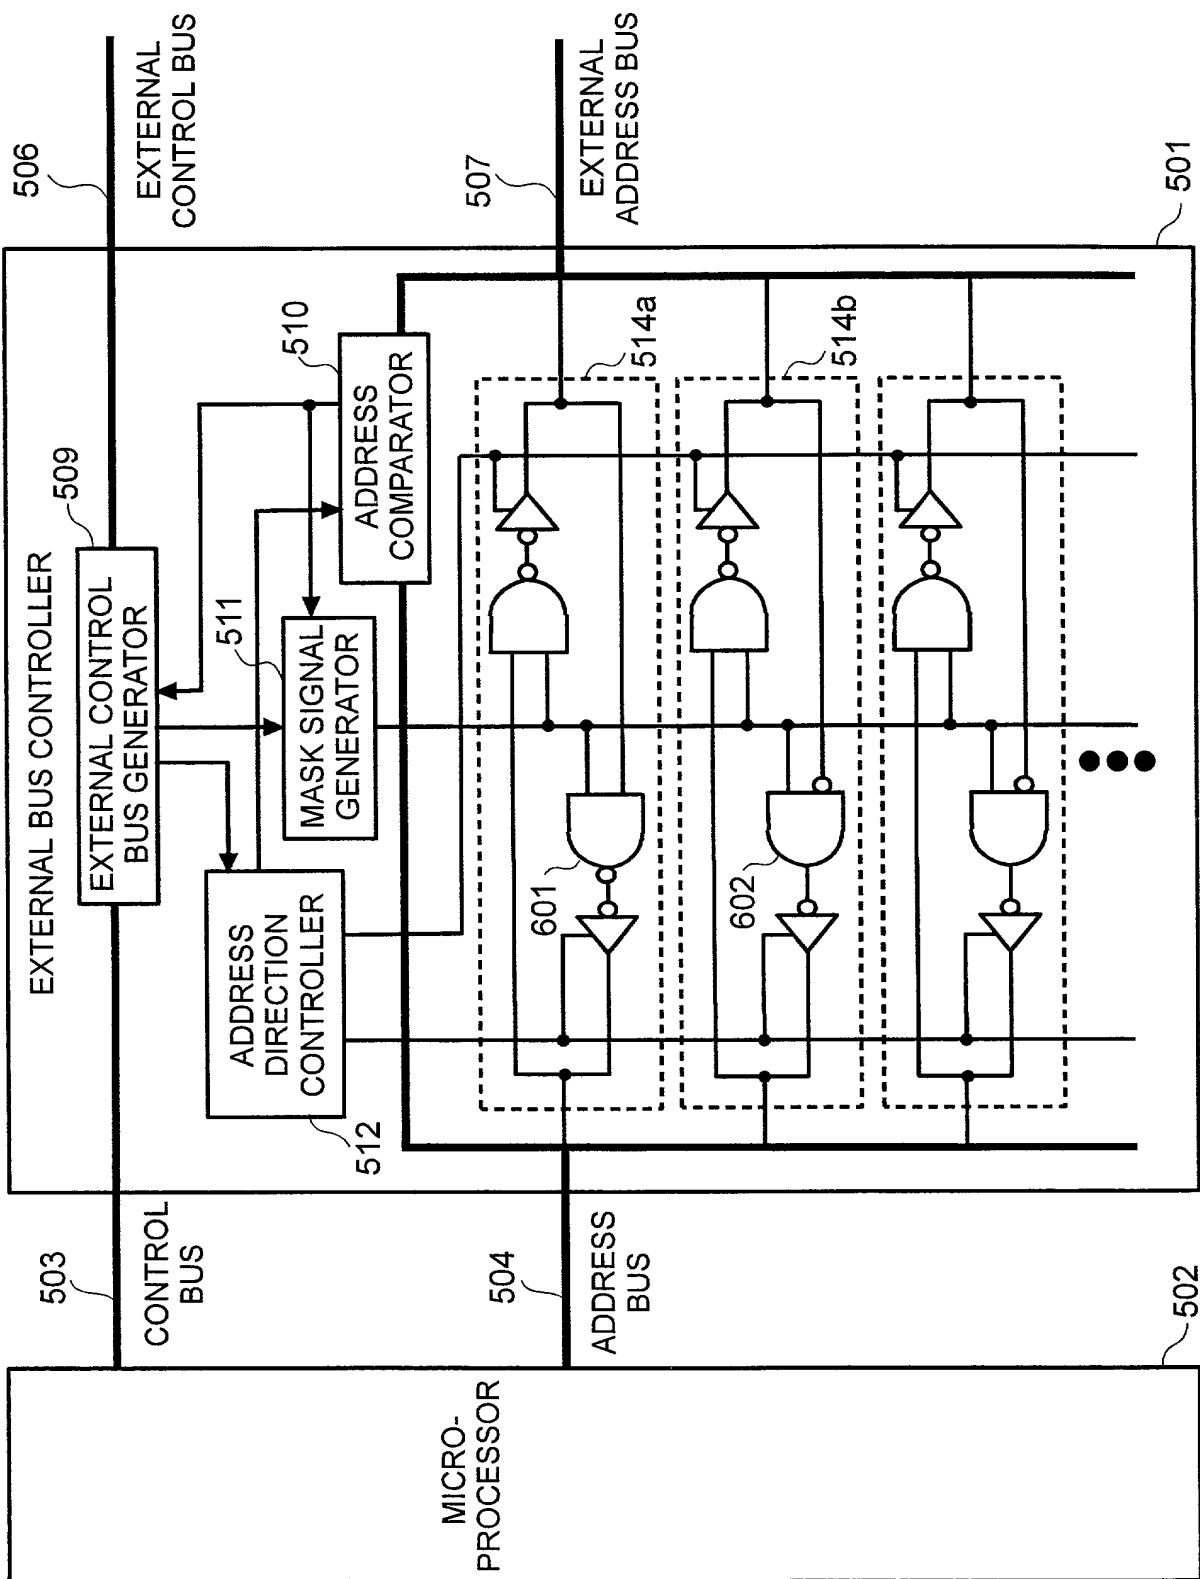 506
EXTERNAL
CONTROL BUS
507
EXTERNAL
ADDRESS BUS
501
EXTERNAL BUS CONTROLLER
509
EXTERNAL CONTROL
BUS GENERATOR
510
ADDRESS
COMPARATOR
511
MASK SIGNAL
GENERATOR
ADDRESS
DIRECTION
CONTROLLER
512
514a
601
514b
602
503
CONTROL
BUS
504
ADDRESS
BUS
502
MICRO-
PROCESSOR